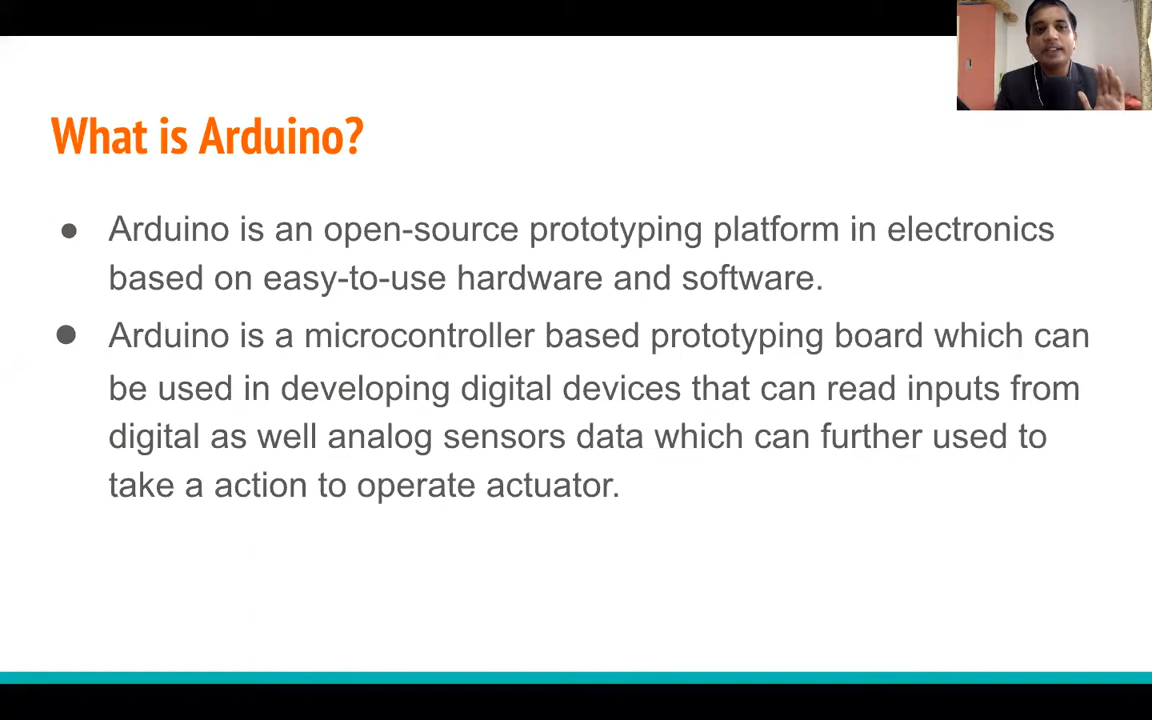 What is Arduino?
● Arduino is an open-source prototyping platform in electronics
based on easy-to-use hardware and software.
● Arduino is a microcontroller based prototyping board which can
be used in developing digital devices that can read inputs from
digital as well analog sensors data which can further used to
take a action to operate actuator.